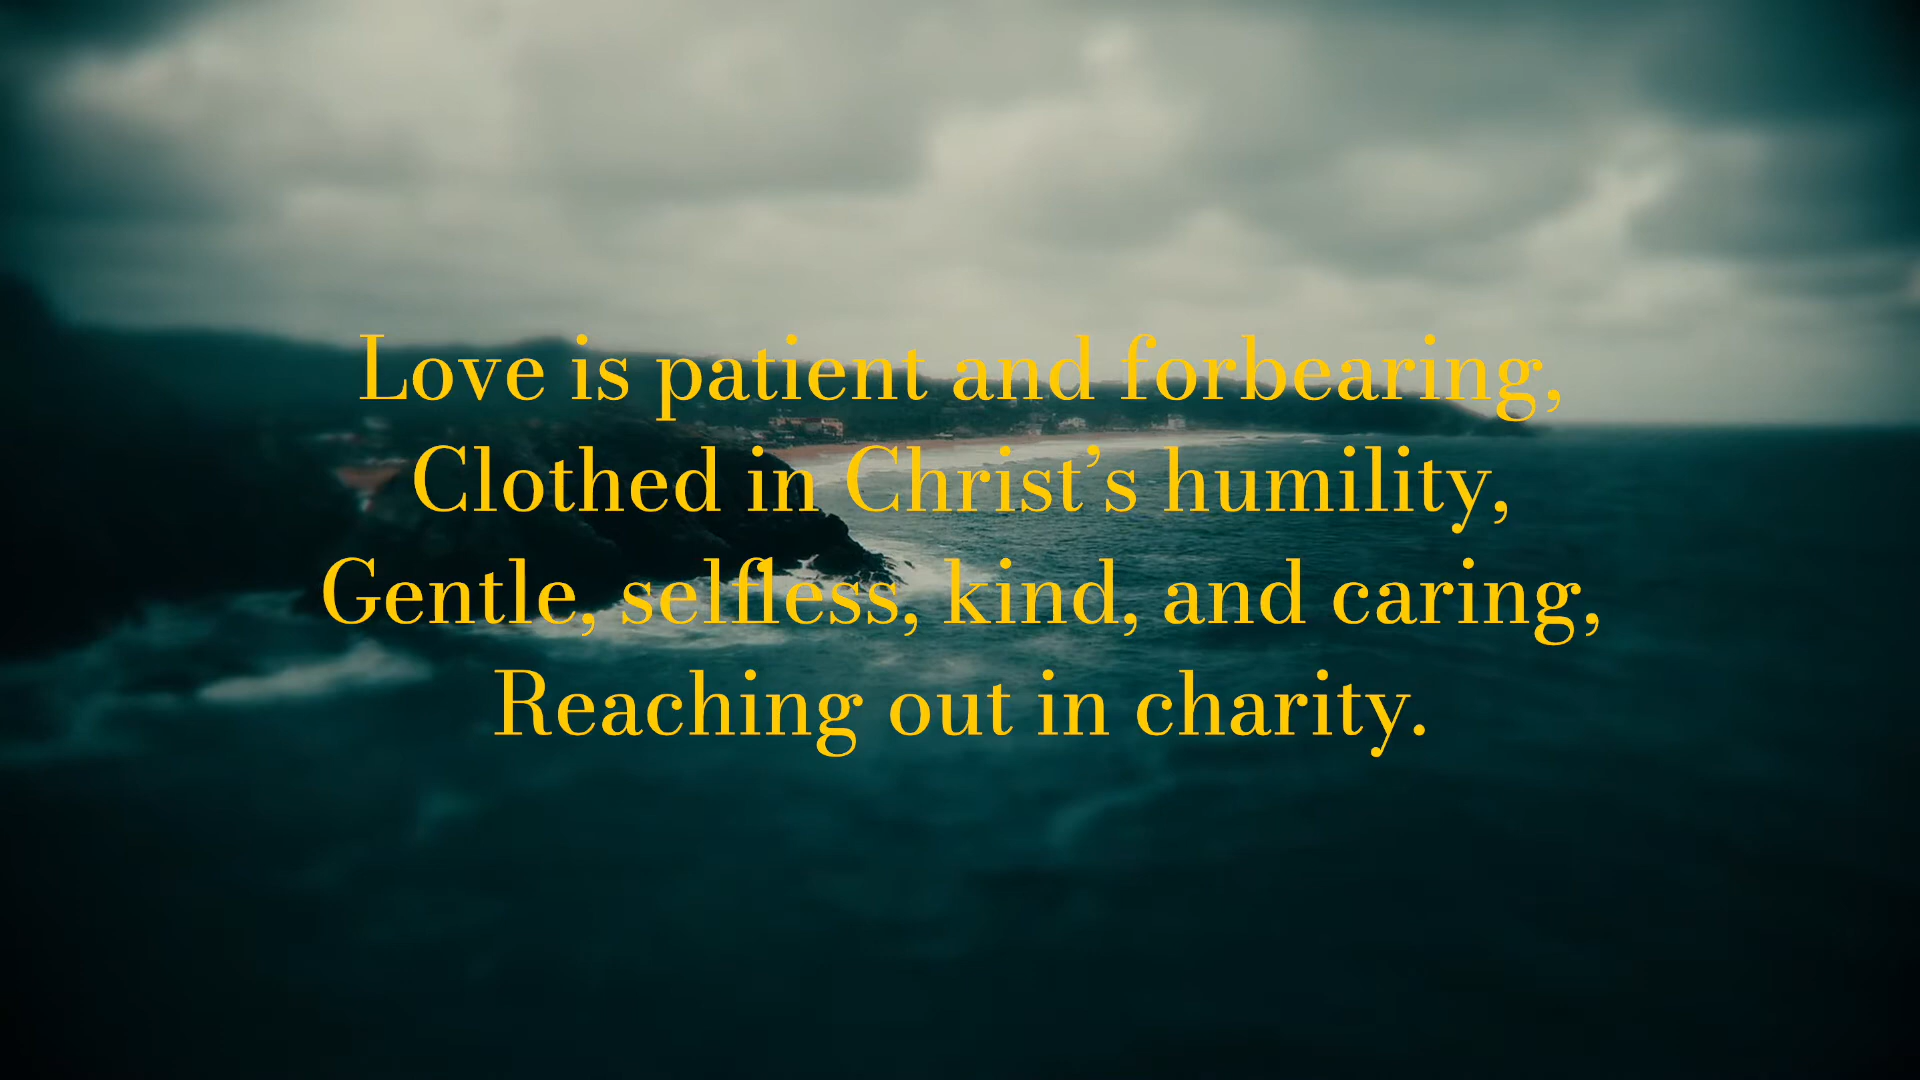 Love is patient and forbearing,
Clothed in Christ’s humility,
Gentle, selfless, kind, and caring,
Reaching out in charity.